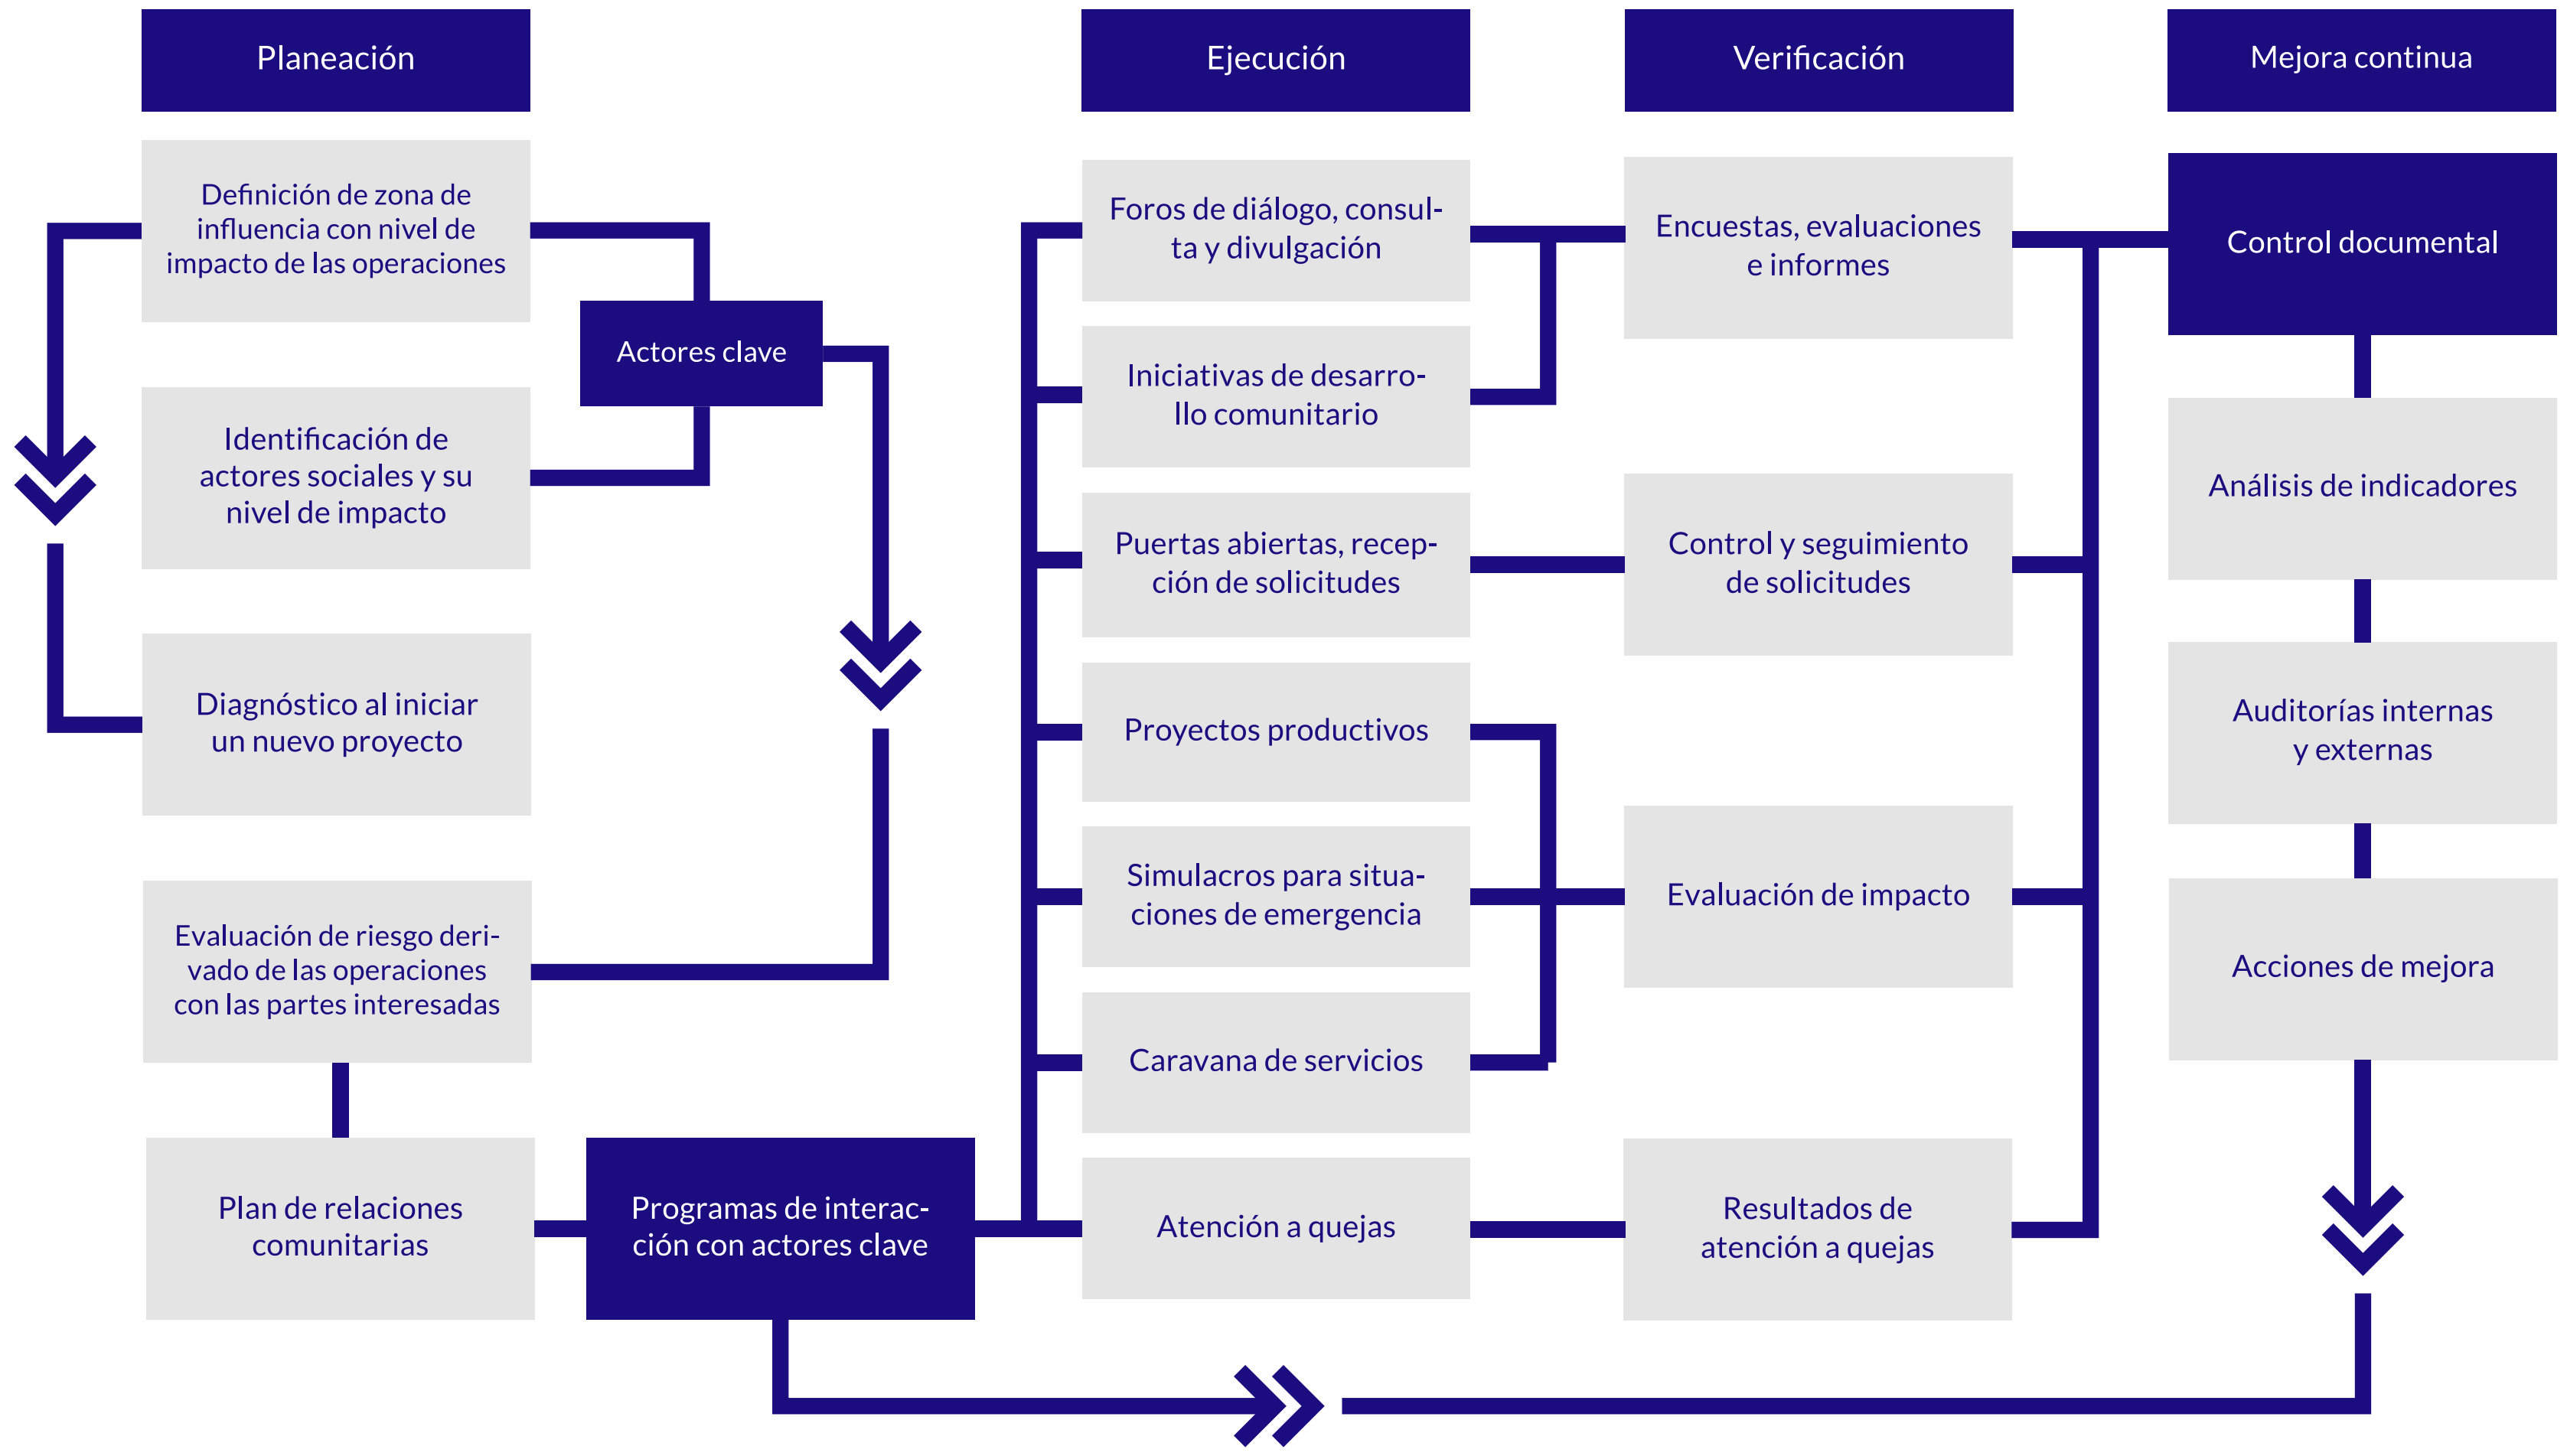 Planeación
Definición de zona de
influencia con nivel de
impacto de las operaciones
Actores clave
Identificación de
actores sociales y su
nivel de impacto
Diagnóstico al iniciar
un nuevo proyecto
Evaluación de riesgo deri-
vado de las operaciones
con las partes interesadas
Plan de relaciones
comunitarias
Programas de interac-
ción con actores clave
Ejecución
Foros de diálogo, consul-
ta y divulgación
Iniciativas de desarro-
llo comunitario
Puertas abiertas, recep-
ción de solicitudes
Proyectos productivos
Simulacros para situa-
ciones de emergencia
Caravana de servicios
Atención a quejas
Verificación
Encuestas, evaluaciones
e informes
Control y seguimiento
de solicitudes
Evaluación de impacto
Resultados de
atención a quejas
Mejora continua
Control documental
Análisis de indicadores
Auditorías internas
y externas
Acciones de mejora